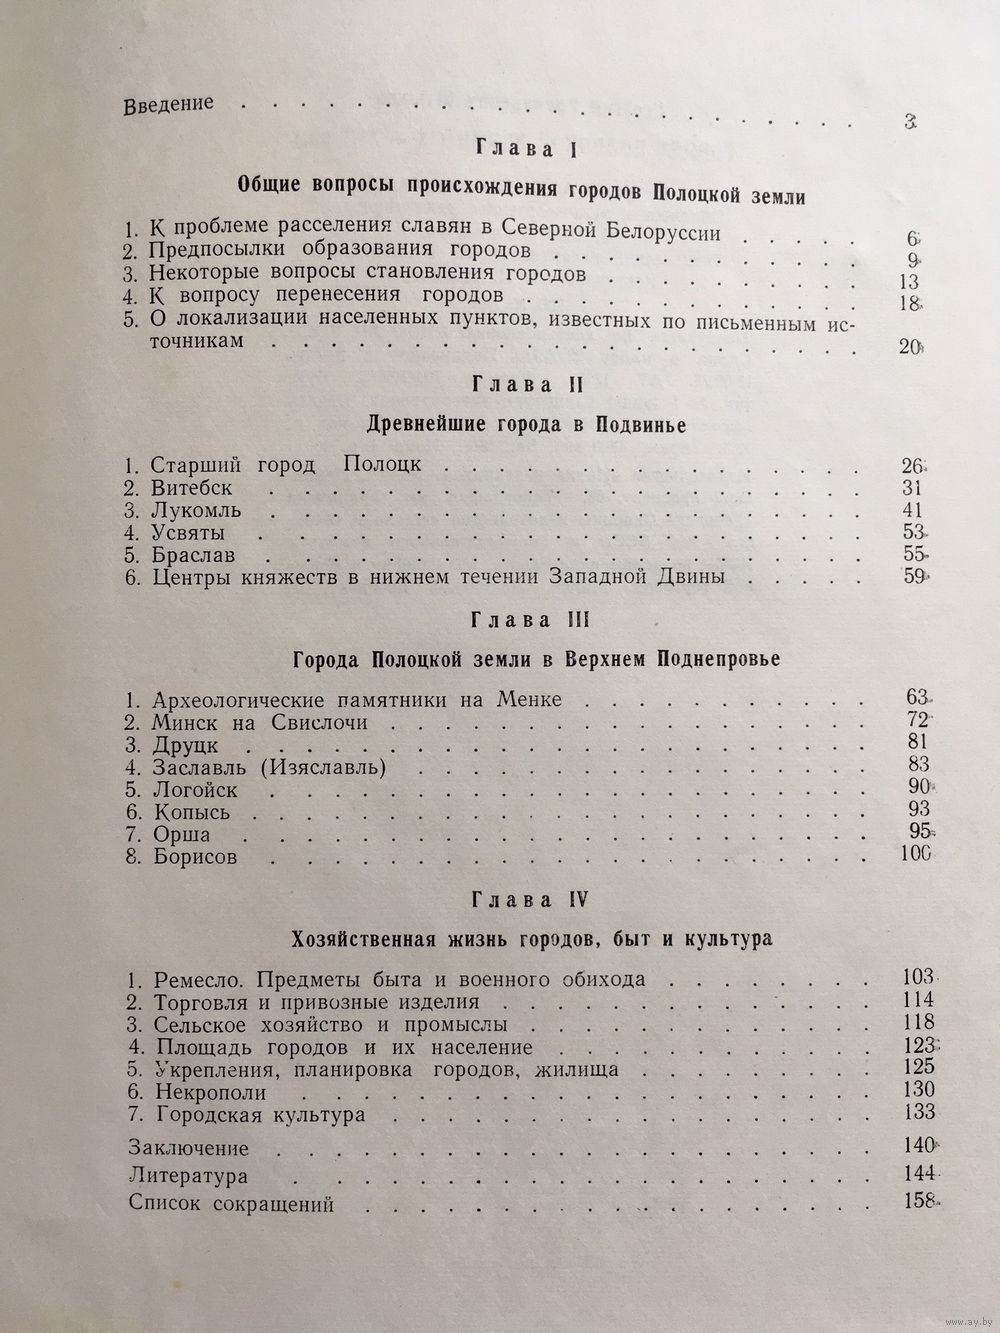 Введение . . . . . . . . . . . . . . . . . . . . . . 3
Глава I
Общие вопросы происхождения городов Полоцкой земли
1. К проблеме расселения славян в Северной Белоруссии . . . . . 6
2. Предпосылки образования городов . . . . . . . . . . . . 9
3. Некоторые вопросы становления городов . . . . . . . . . . 13
4. К вопросу перенесения городов . . . . . . . . . . . . . 18
5. О локализации населенных пунктов, известных по письменным ис-
точникам . . . . . . . . . . . . . . . . . . . . . 20
Глава II
Древнейшие города в Подвинье
1. Старший город Полоцк . . . . . . . . . . . . . . . 26
2. Витебск . . . . . . . . . . . . . . . . . . . . . 31
3. Лукомль . . . . . . . . . . . . . . . . . . . . . 41
4. Усвяты . . . . . . . . . . . . . . . . . . . . . 53
5. Браслав . . . . . . . . . . . . . . . . . . . . . 55
6. Центры княжеств в нижнем течении Западной Двины . . . . . 59
Глава III
Города Полоцкой земли в Верхнем Поднепровье
1. Археологические памятники на Менке . . . . . . . . . . . 63
2. Минск на Свислочи . . . . . . . . . . . . . . . . . 72
3. Друцк . . . . . . . . . . . . . . . . . . . . . . 81
4. Заславль (Изяславль) . . . . . . . . . . . . . . . . 83
5. Логойск . . . . . . . . . . . . . . . . . . . . . 90
6. Копысь . . . . . . . . . . . . . . . . . . . . . . 93
7. Орша . . . . . . . . . . . . . . . . . . . . . . 95
8. Борисов . . . . . . . . . . . . . . . . . . . . . 100
Глава IV
Хозяйственная жизнь городов, быт и культура
1. Ремесло. Предметы быта и военного обихода . . . . . . . . 103
2. Торговля и привозные изделия . . . . . . . . . . . . . 114
3. Сельское хозяйство и промыслы . . . . . . . . . . . . 118
4. Площадь городов и их население . . . . . . . . . . . . 123
5. Укрепления, планировка городов, жилища . . . . . . . . . 125
6. Некрополи . . . . . . . . . . . . . . . . . . . . 130
7. Городская культура . . . . . . . . . . . . . . . . . 133
Заключение . . . . . . . . . . . . . . . . . . . . . 140
Литература . . . . . . . . . . . . . . . . . . . . . 144
Список сокращений . . . . . . . . . . . . . . . . . . 158
www.ay.by